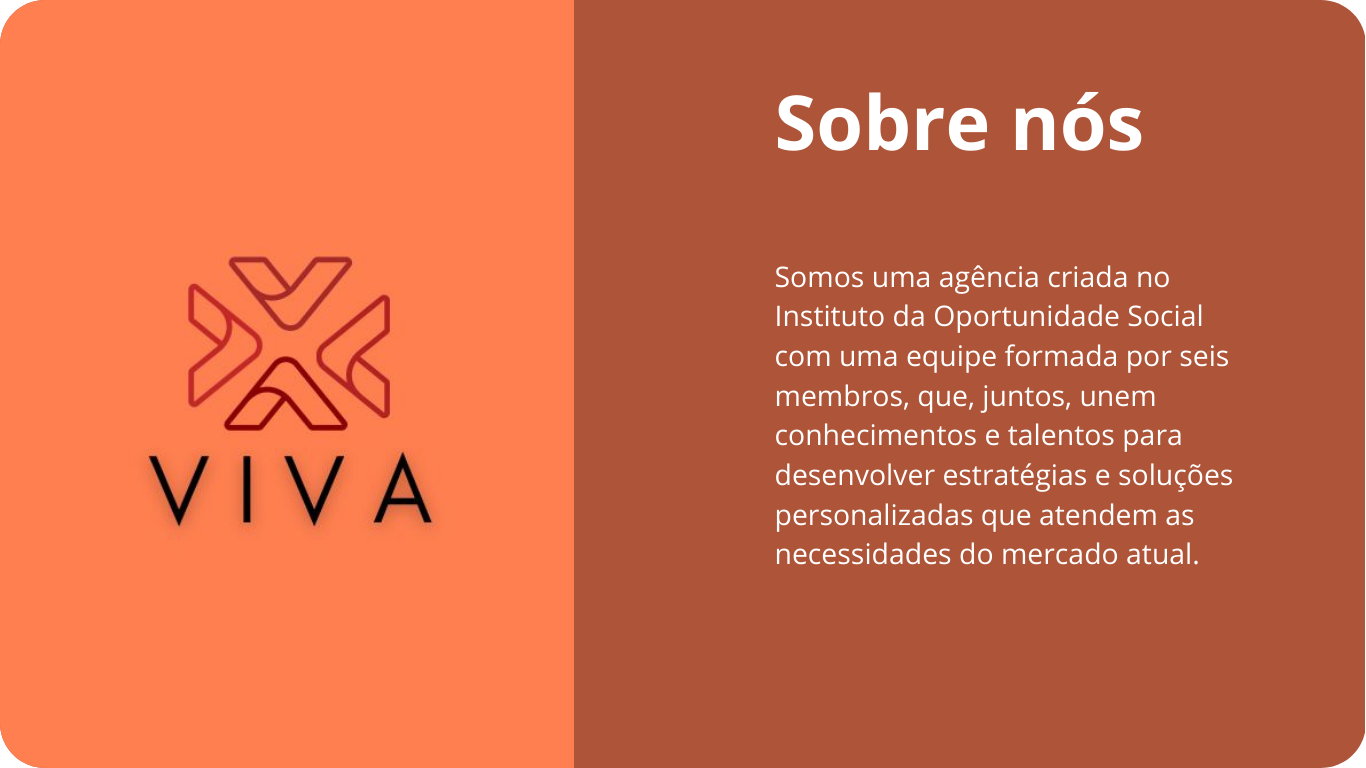 VIVA
Sobre nós
Somos uma agência criada no
Instituto da Oportunidade Social
com uma equipe formada por seis
membros, que, juntos, unem
conhecimentos e talentos para
desenvolver estratégias e soluções
personalizadas que atendem as
necessidades do mercado atual.